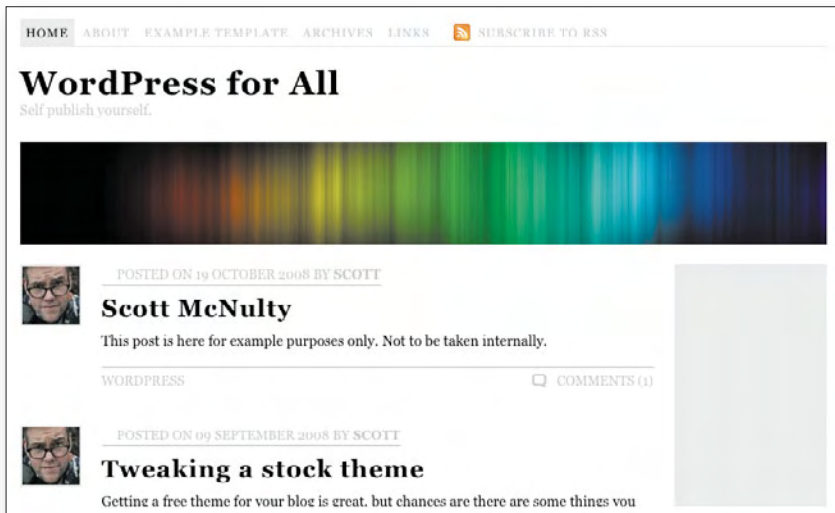 HOME ABOUT EXAMPLE TEMPLATE ARCHIVES LINKS SUBSCRIBE TO RSS
WordPress for All
Self publish yourself.
POSTED ON 19 OCTOBER 2008 BY SCOTT
Scott McNulty
This post is here for example purposes only. Not to be taken internally.
WORDPRESS COMMENTS (1)
POSTED ON 09 SEPTEMBER 2008 BY SCOTT
Tweaking a stock theme
Getting a free theme for your blog is great, but chances are there are some things you